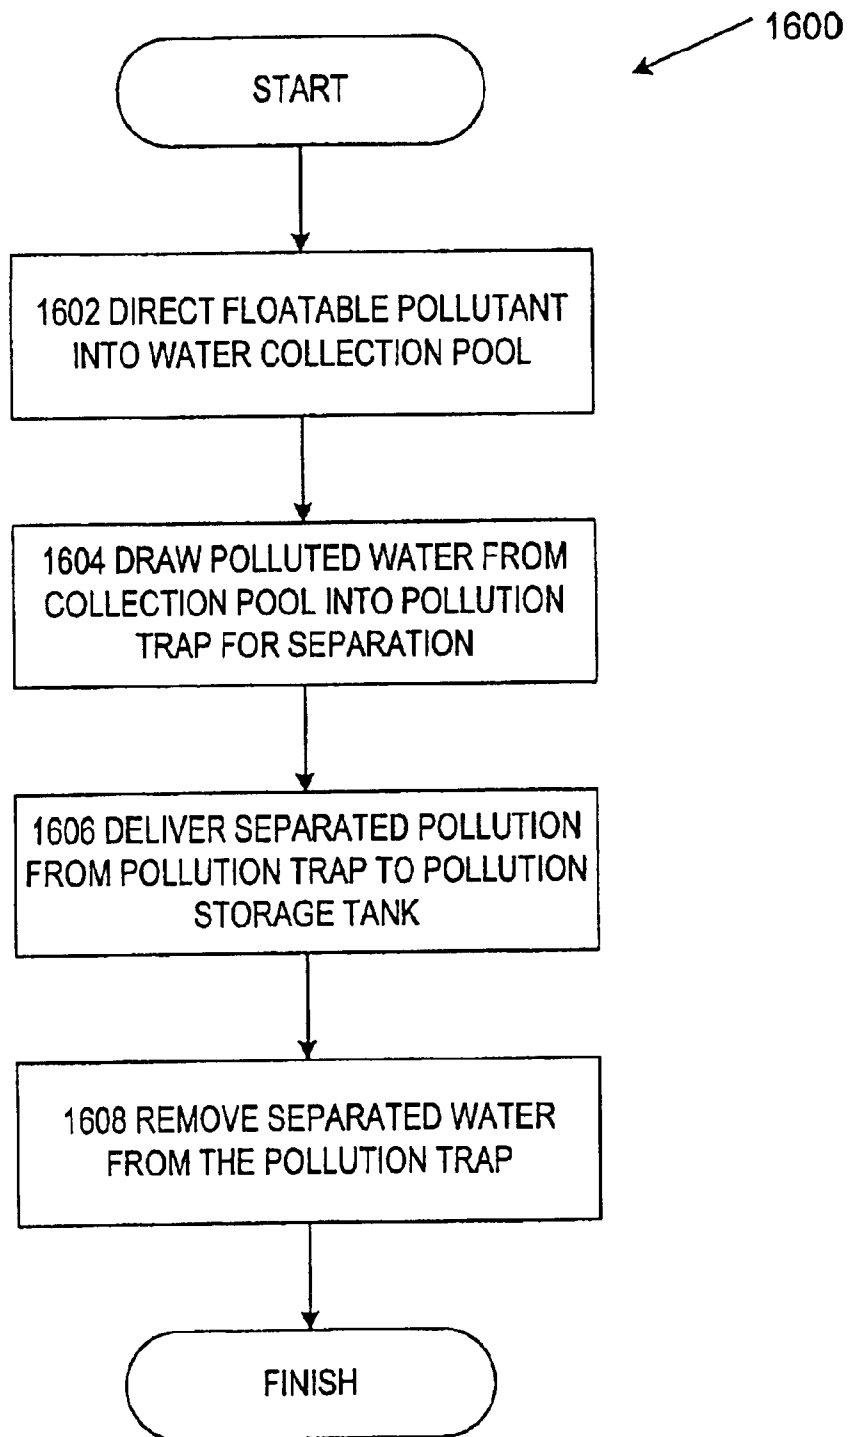 1600
START
1602 DIRECT FLOATABLE POLLUTANT
INTO WATER COLLECTION POOL
1604 DRAW POLLUTED WATER FROM
COLLECTION POOL INTO POLLUTION
TRAP FOR SEPARATION
1606 DELIVER SEPARATED POLLUTION
FROM POLLUTION TRAP TO POLLUTION
STORAGE TANK
1608 REMOVE SEPARATED WATER
FROM THE POLLUTION TRAP
FINISH